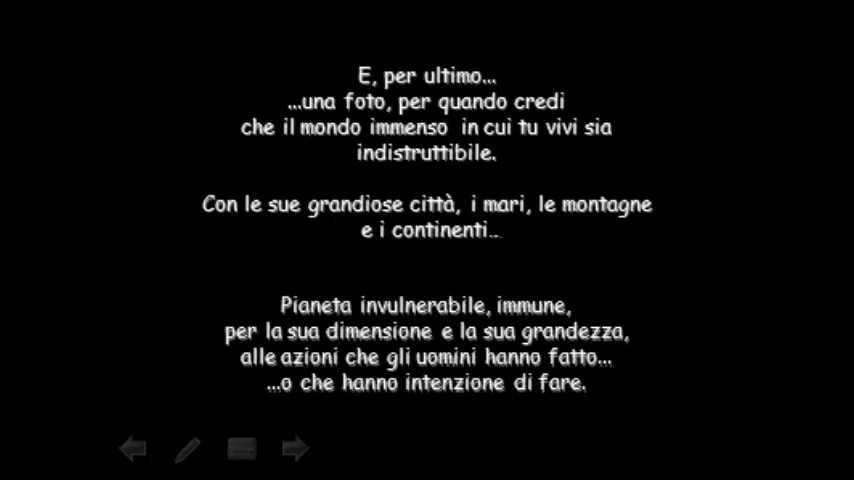 E, per ultimo...
...una foto, per quando credi
che il mondo immenso in cui tu vivi sia
indistruttibile.
Con le sue grandiose città, i mari, le montagne
e i continenti...
Pianeta invulnerabile, immune,
per la sua dimensione e la sua grandezza,
alle azioni che gli uomini hanno fatto...
...o che hanno intenzione di fare.